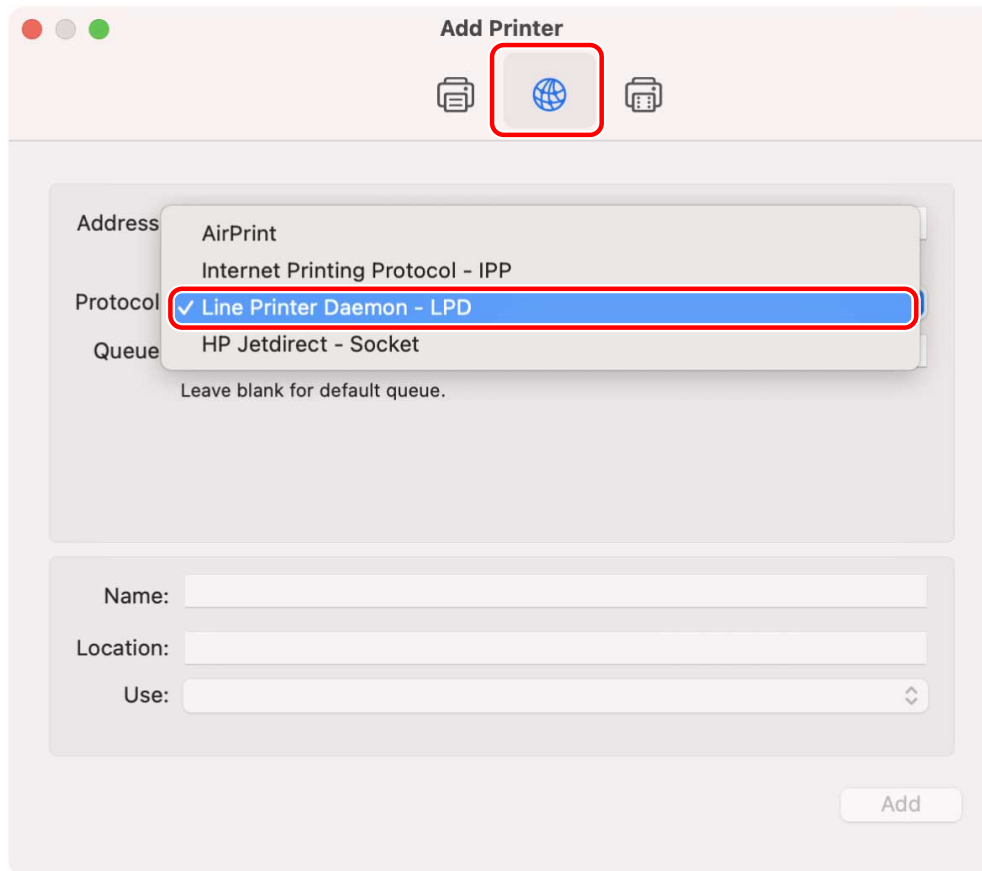 Add Printer
Address
AirPrint
Internet Printing Protocol - IPP
Protocol
✓ Line Printer Daemon - LPD
HP Jetdirect - Socket
Queue
Leave blank for default queue.
Name:
Location:
Use:
Add